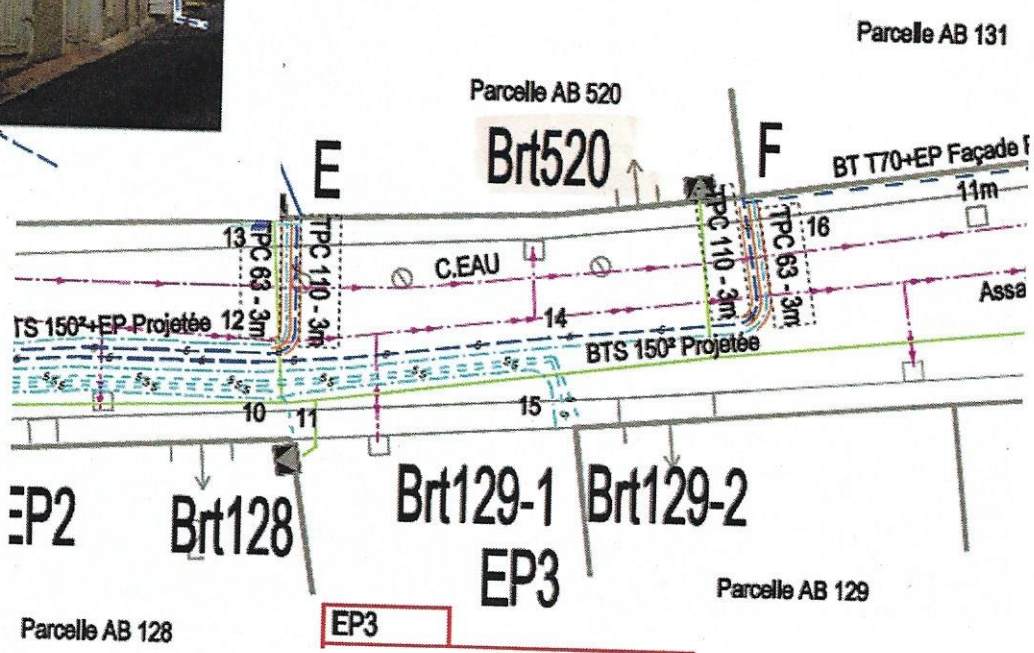 Parcelle AB 131
Parcelle AB 520
Brt520
E
F
BT T70+EP Façade
11m
13
TPC 63 - 3m
TPC 110 - 3m
C.EAU
TPC 110 - 3m
TPC 63 - 3m
16
12
TS 150²+EP Projetée
14
BTS 150² Projetée
Assa
10
11
15
EP2
Brt128
Brt129-1
Brt129-2
EP3
Parcelle AB 129
Parcelle AB 128
EP3